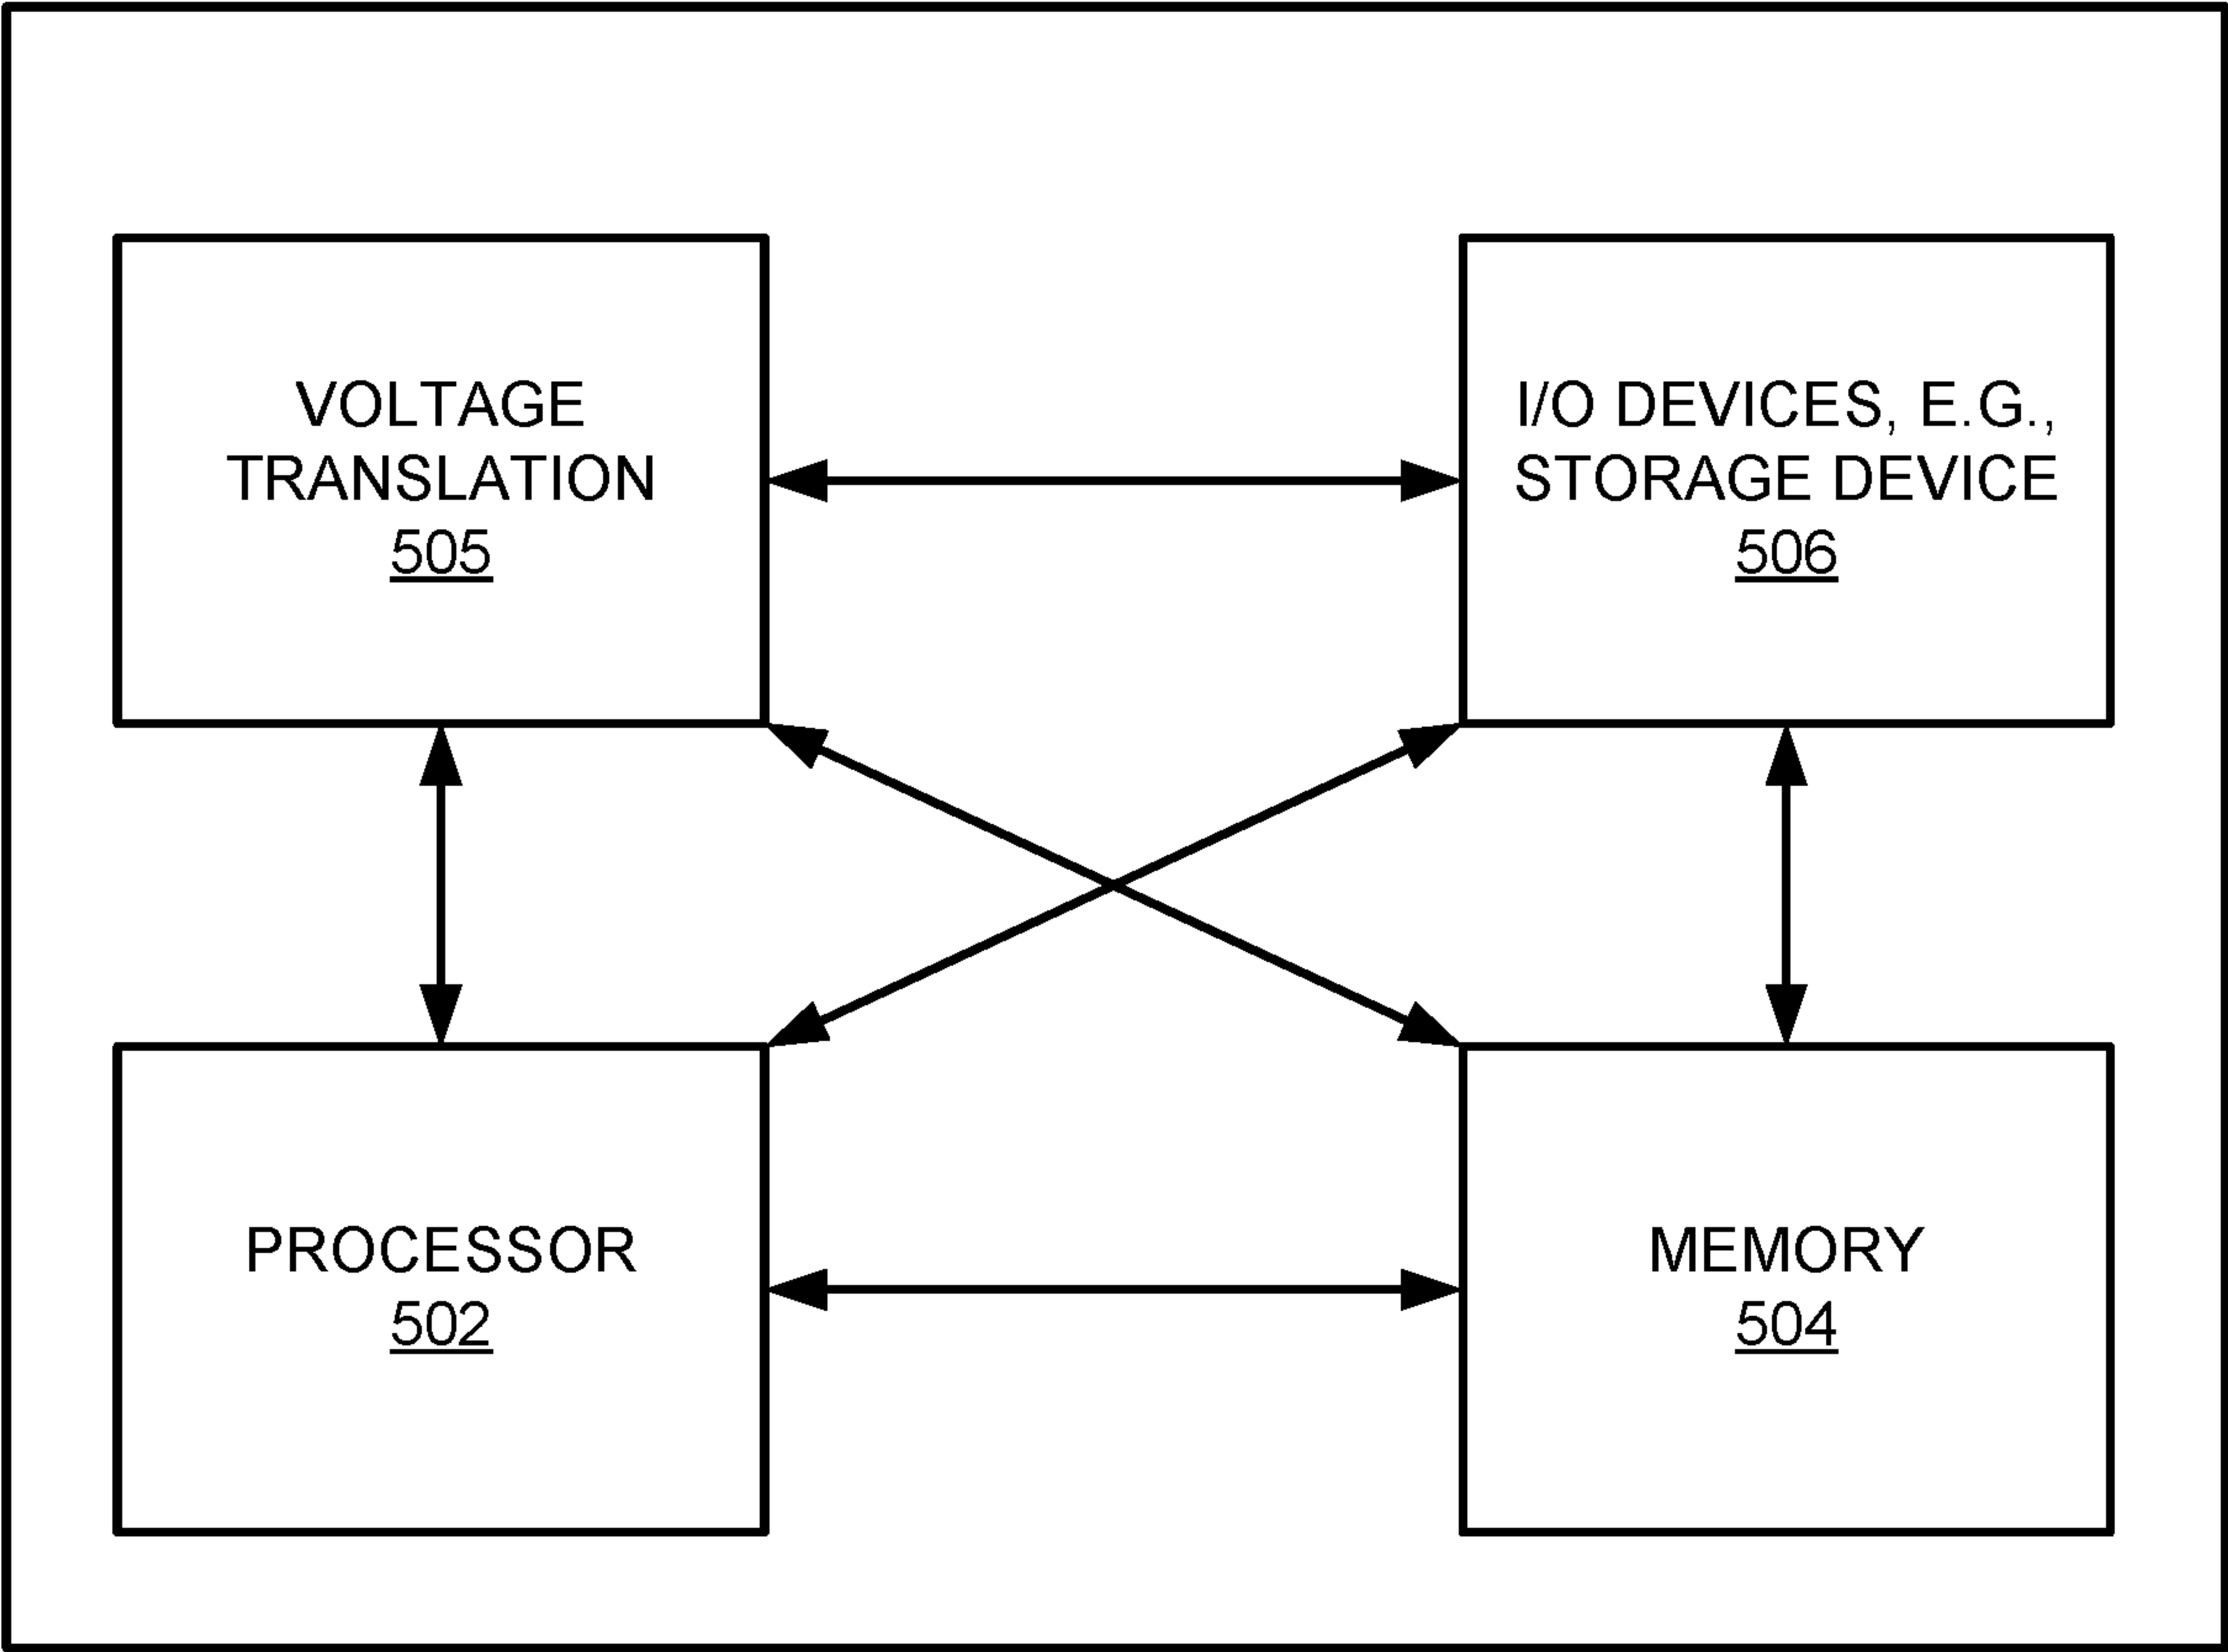 VOLTAGE
TRANSLATION
505
I/O DEVICES, E.G.,
STORAGE DEVICE
506
PROCESSOR
502
MEMORY
504